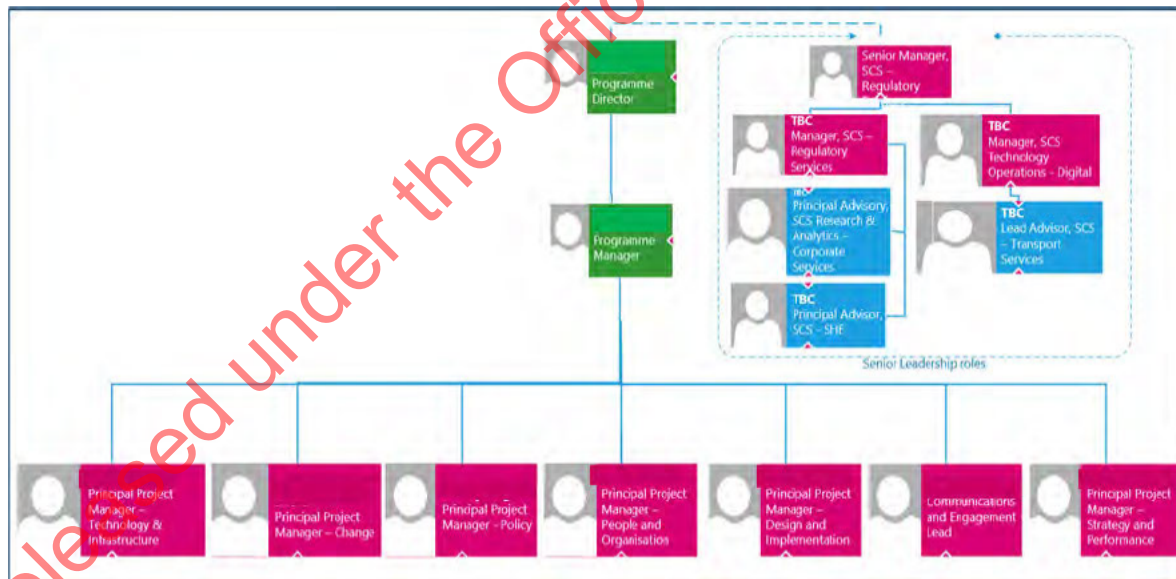 Released under the Offic
Programme
Director
Senior Manager,
SCS –
Regulatory
TBC
Manager, SCS –
Regulatory
Services
TBC
Manager, SCS
Technology
Operations - Digital
TBC
Principal Advisory,
SCS Research &
Analytics –
Corporate
Services
TBC
Lead Advisor, SCS
– Transport
Services
TBC
Principal Advisor,
SCS – SHE
Senior Leadership roles
Programme
Manager
Principal Project
Manager –
Technology &
Infrastructure
Principal Project
Manager – Change
Principal Project
Manager – Policy
Principal Project
Manager –
People and
Organisation
Principal Project
Manager –
Design and
Implementation
Communications
and Engagement
Lead
Principal Project
Manager –
Strategy and
Performance